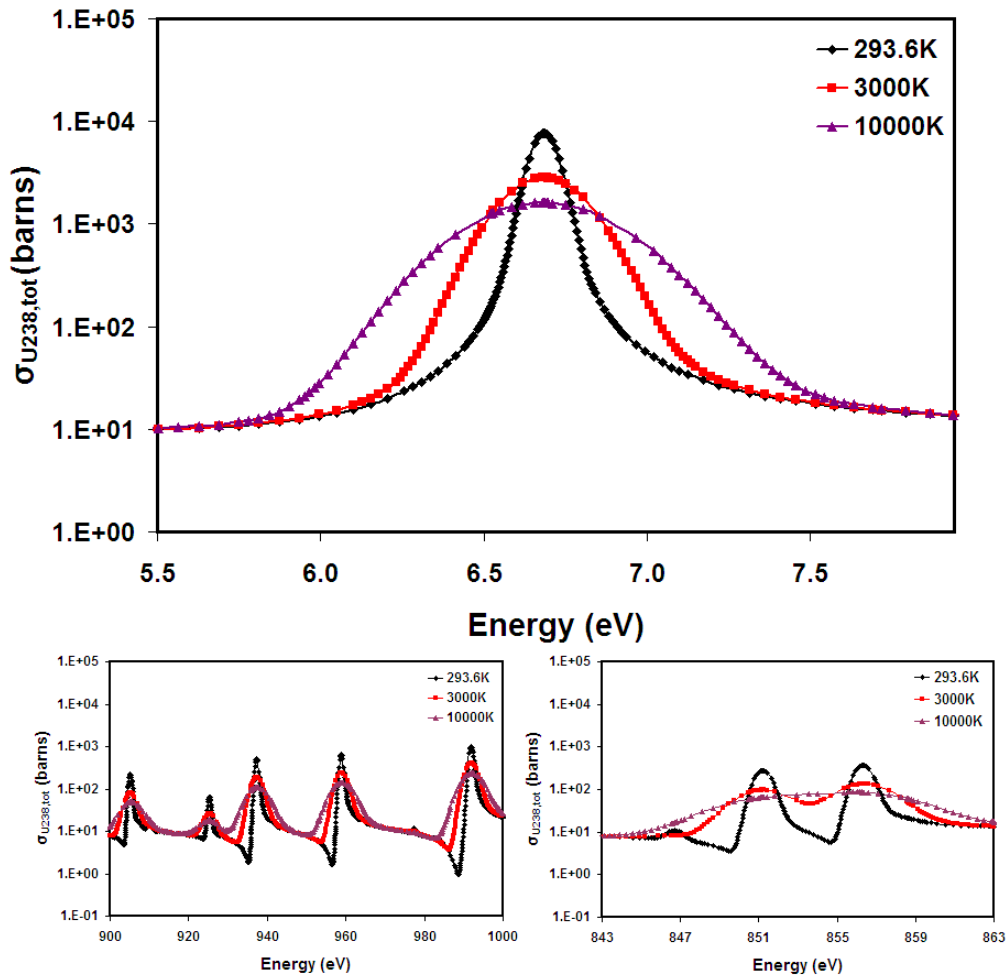 1.E+05
1.E+04
1.E+03
1.E+02
1.E+01
1.E+00
σU238,tot (barns)
293.6K
3000K
10000K
5.5 6.0 6.5 7.0 7.5
Energy (eV)
1.E+05
1.E+04
1.E+03
1.E+02
1.E+01
1.E+00
1.E-01
σU238,tot (barns)
293.6K
3000K
10000K
900 920 940 960 980 1000
Energy (eV)
1.E+05
1.E+04
1.E+03
1.E+02
1.E+01
1.E+00
1.E-01
σU238,tot (barns)
293.6K
3000K
10000K
843 847 851 855 859 863
Energy (eV)